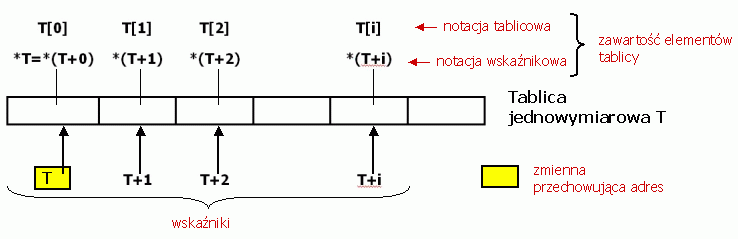 T[0] T[1] T[2] T[i] notacja tablicowa
*T=*(T+0) *(T+1) *(T+2) *(T+i) notacja wskaźnikowa
zawartość elementów
tablicy
Tablica
jednowymiarowa T
T T+1 T+2 T+i
wskaźniki
zmienna
przechowująca adres